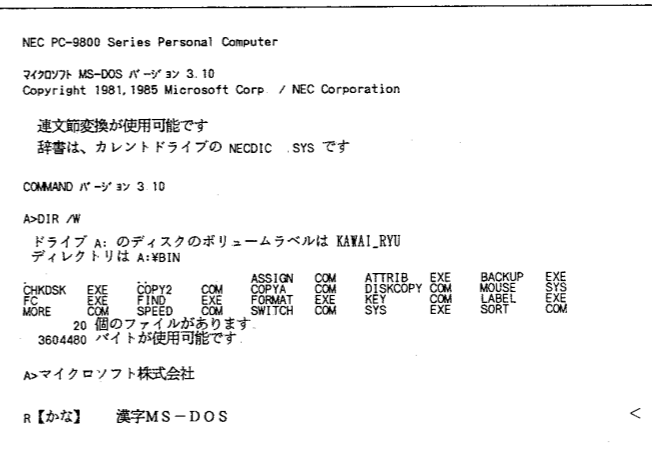 NEC PC-9800 Series Personal Computer
ﾏｲｸﾛｿﾌﾄ MS-DOS ﾊﾞｰｼﾞｮﾝ 3.10
Copyright 1981,1985 Microsoft Corp. / NEC Corporation
連文節変換が使用可能です
辞書は、カレントドライブの NECDIC .SYS です
COMMAND ﾊﾞｰｼﾞｮﾝ 3.10
A>DIR /W
ドライブ A: のディスクのボリュームラベルは KAWAI_RYU
ディレクトリは A:¥BIN
. .. ASSIGN COM ATTRIB EXE BACKUP EXE
CHKDSK EXE COPY2 COM COPYA COM DISKCOPY COM MOUSE SYS
FC EXE FIND EXE FORMAT EXE KEY COM LABEL EXE
MORE COM SPEED COM SWITCH COM SYS EXE SORT COM
20 個のファイルがあります.
3604480 バイトが使用可能です.
A>マイクロソフト株式会社
R【かな】 漢字MS－DOS <